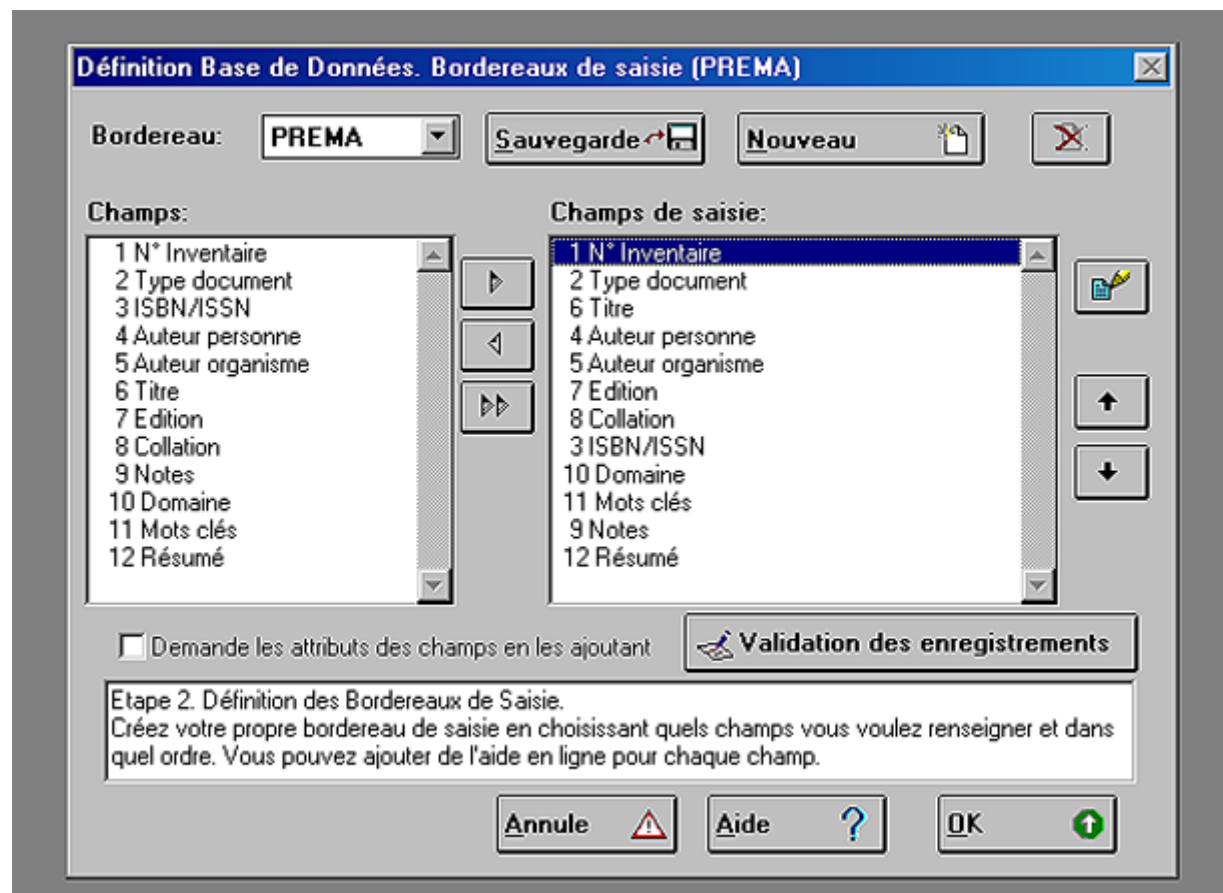 Définition Base de Données. Bordereaux de saisie (PREMA)
Bordereau: PREMA Sauvegarde Nouveau
Champs:
1 N° Inventaire
2 Type document
3 ISBN/ISSN
4 Auteur personne
5 Auteur organisme
6 Titre
7 Edition
8 Collation
9 Notes
10 Domaine
11 Mots clés
12 Résumé
Champs de saisie:
1 N° Inventaire
2 Type document
6 Titre
4 Auteur personne
5 Auteur organisme
7 Edition
8 Collation
3 ISBN/ISSN
10 Domaine
11 Mots clés
9 Notes
12 Résumé
Demande les attributs des champs en les ajoutant
Validation des enregistrements
Etape 2. Définition des Bordereaux de Saisie.
Créez votre propre bordereau de saisie en choisissant quels champs vous voulez renseigner et dans
quel ordre. Vous pouvez ajouter de l'aide en ligne pour chaque champ.
Annule Aide OK